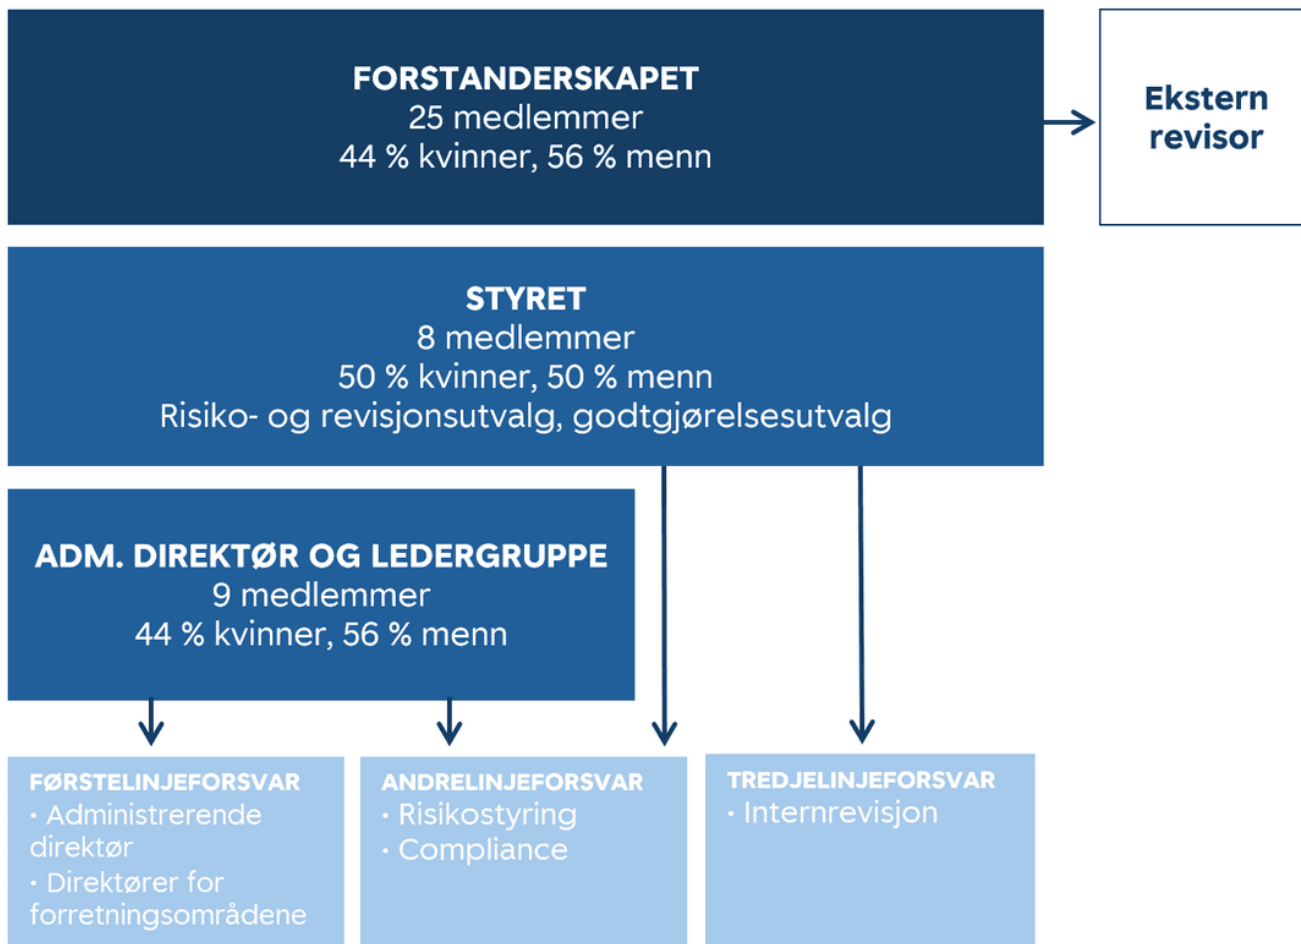 FORSTANDERSKAPET
25 medlemmer
44 % kvinner, 56 % menn
Ekstern
revisor
STYRET
8 medlemmer
50 % kvinner, 50 % menn
Risiko- og revisjonsutvalg, godtgjørelsesutvalg
ADM. DIREKTØR OG LEDERGRUPPE
9 medlemmer
44 % kvinner, 56 % menn
FØRSTELINJEFORSVAR
· Administrerende
direktør
· Direktører for
forretningsområdene
ANDRELINJEFORSVAR
· Risikostyring
· Compliance
TREDJELINJEFORSVAR
· Internrevisjon